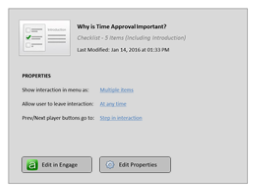 Introduction
Why is Time Approval Important?
Checklist - 5 items (including introduction)
Last Modified: Jan 14, 2016 at 01:33 PM
PROPERTIES
Show interaction in menu as: Multiple items
Allow user to leave interaction: At any time
Prev/Next player buttons go to: Step in interaction
Edit in Engage
Edit Properties